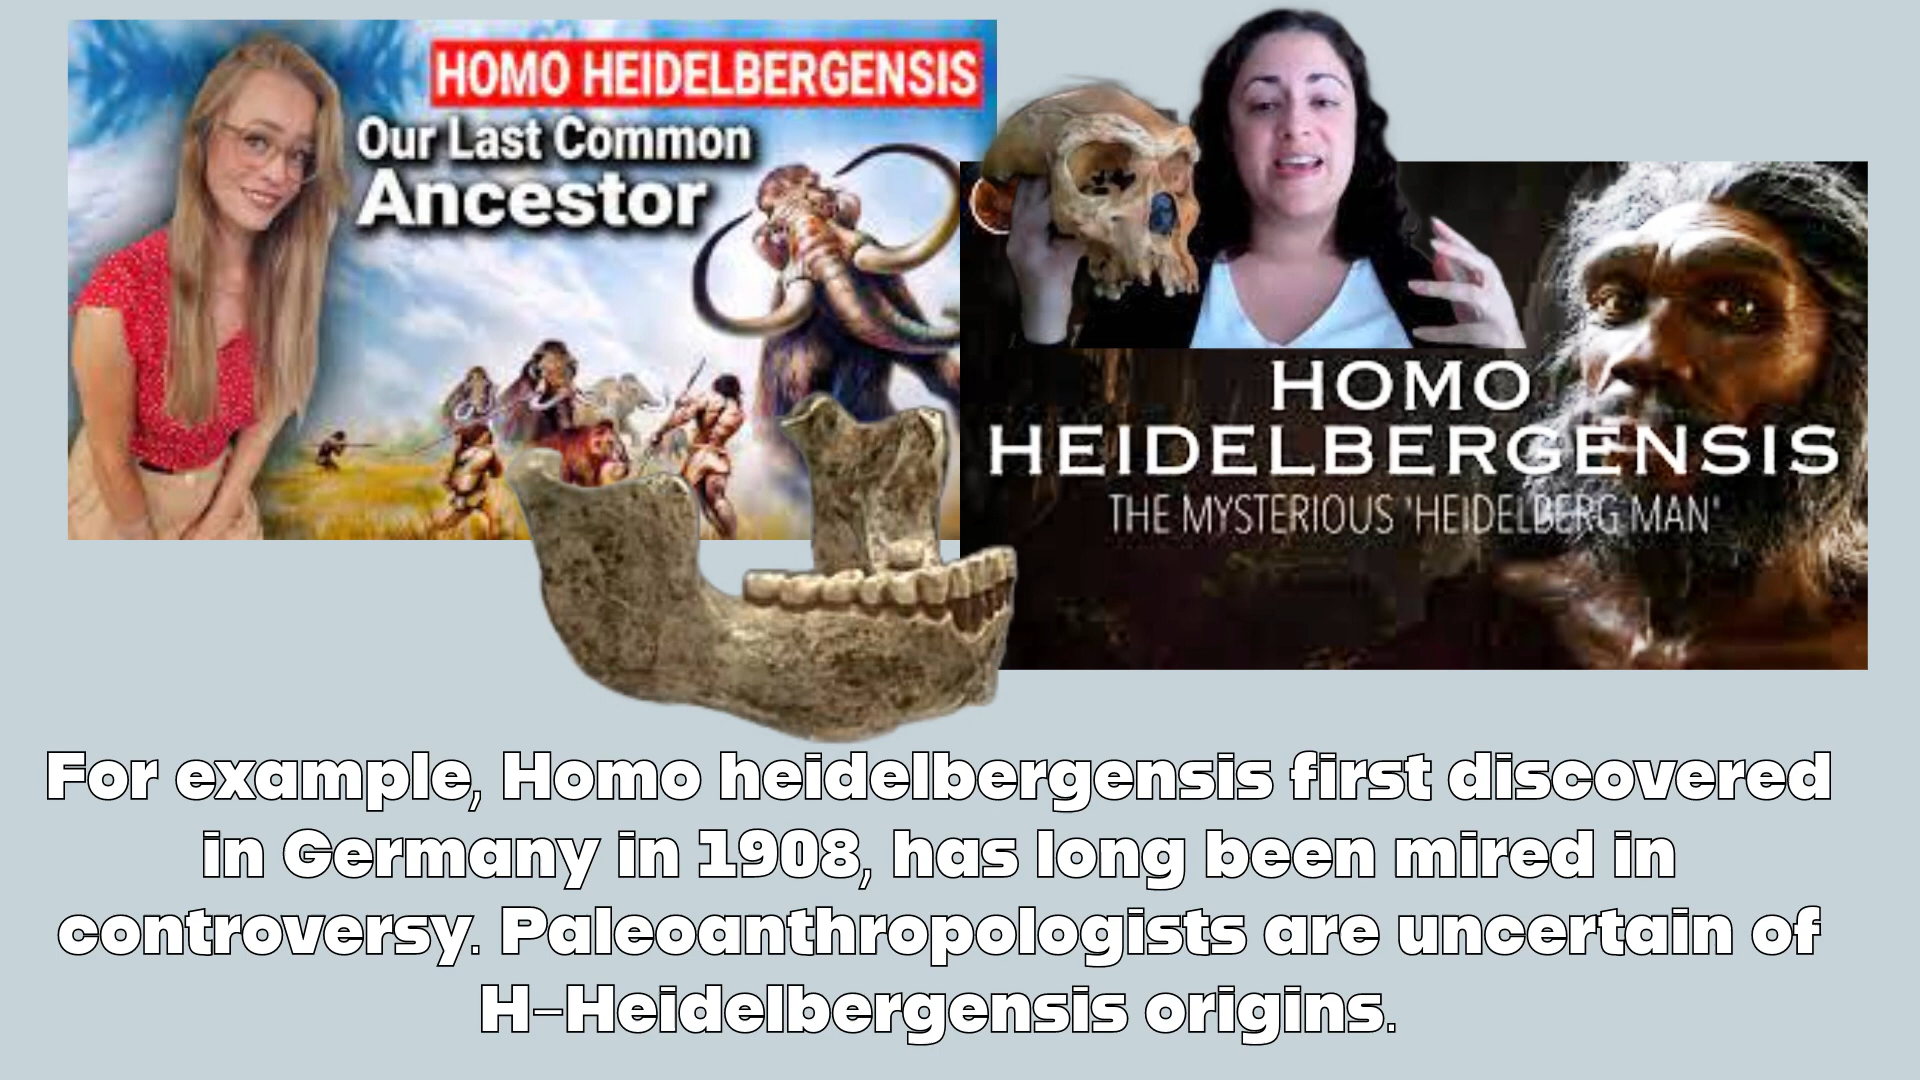 HOMO HEIDELBERGENSIS
Our Last Common
Ancestor
HOMO
HEIDELBERGENSIS
THE MYSTERIOUS 'HEIDELBERG MAN'
For example, Homo heidelbergensis first discovered
in Germany in 1908, has long been mired in
controversy. Paleoanthropologists are uncertain of
H-Heidelbergensis origins.